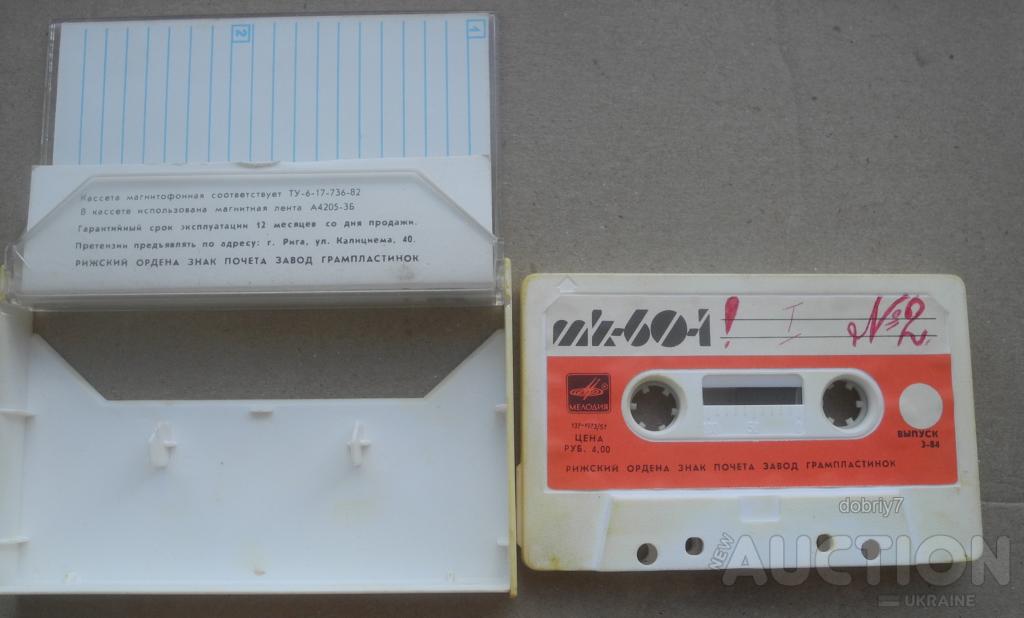 1
2
Кассета магнитофонная соответствует ТУ-6-17-736-82
В кассете использована магнитная лента А4205-3Б
Гарантийный срок эксплуатации 12 месяцев со дня продажи.
Претензии предъявлять по адресу: г. Рига, ул. Калнциема, 40.
РИЖСКИЙ ОРДЕНА ЗНАК ПОЧЕТА ЗАВОД ГРАМПЛАСТИНОК
мк-60-1 ! I №2
МЕЛОДИЯ
ЦЕНА
РУБ. 4,00
ВЫПУСК
3-84
РИЖСКИЙ ОРДЕНА ЗНАК ПОЧЕТА ЗАВОД ГРАМПЛАСТИНОК
dobriy7
NEW AUCTION
UKRAINE